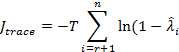 J_{trace} = -T \sum_{i=r+1}^{n} \ln(1-\hat{\lambda}_i